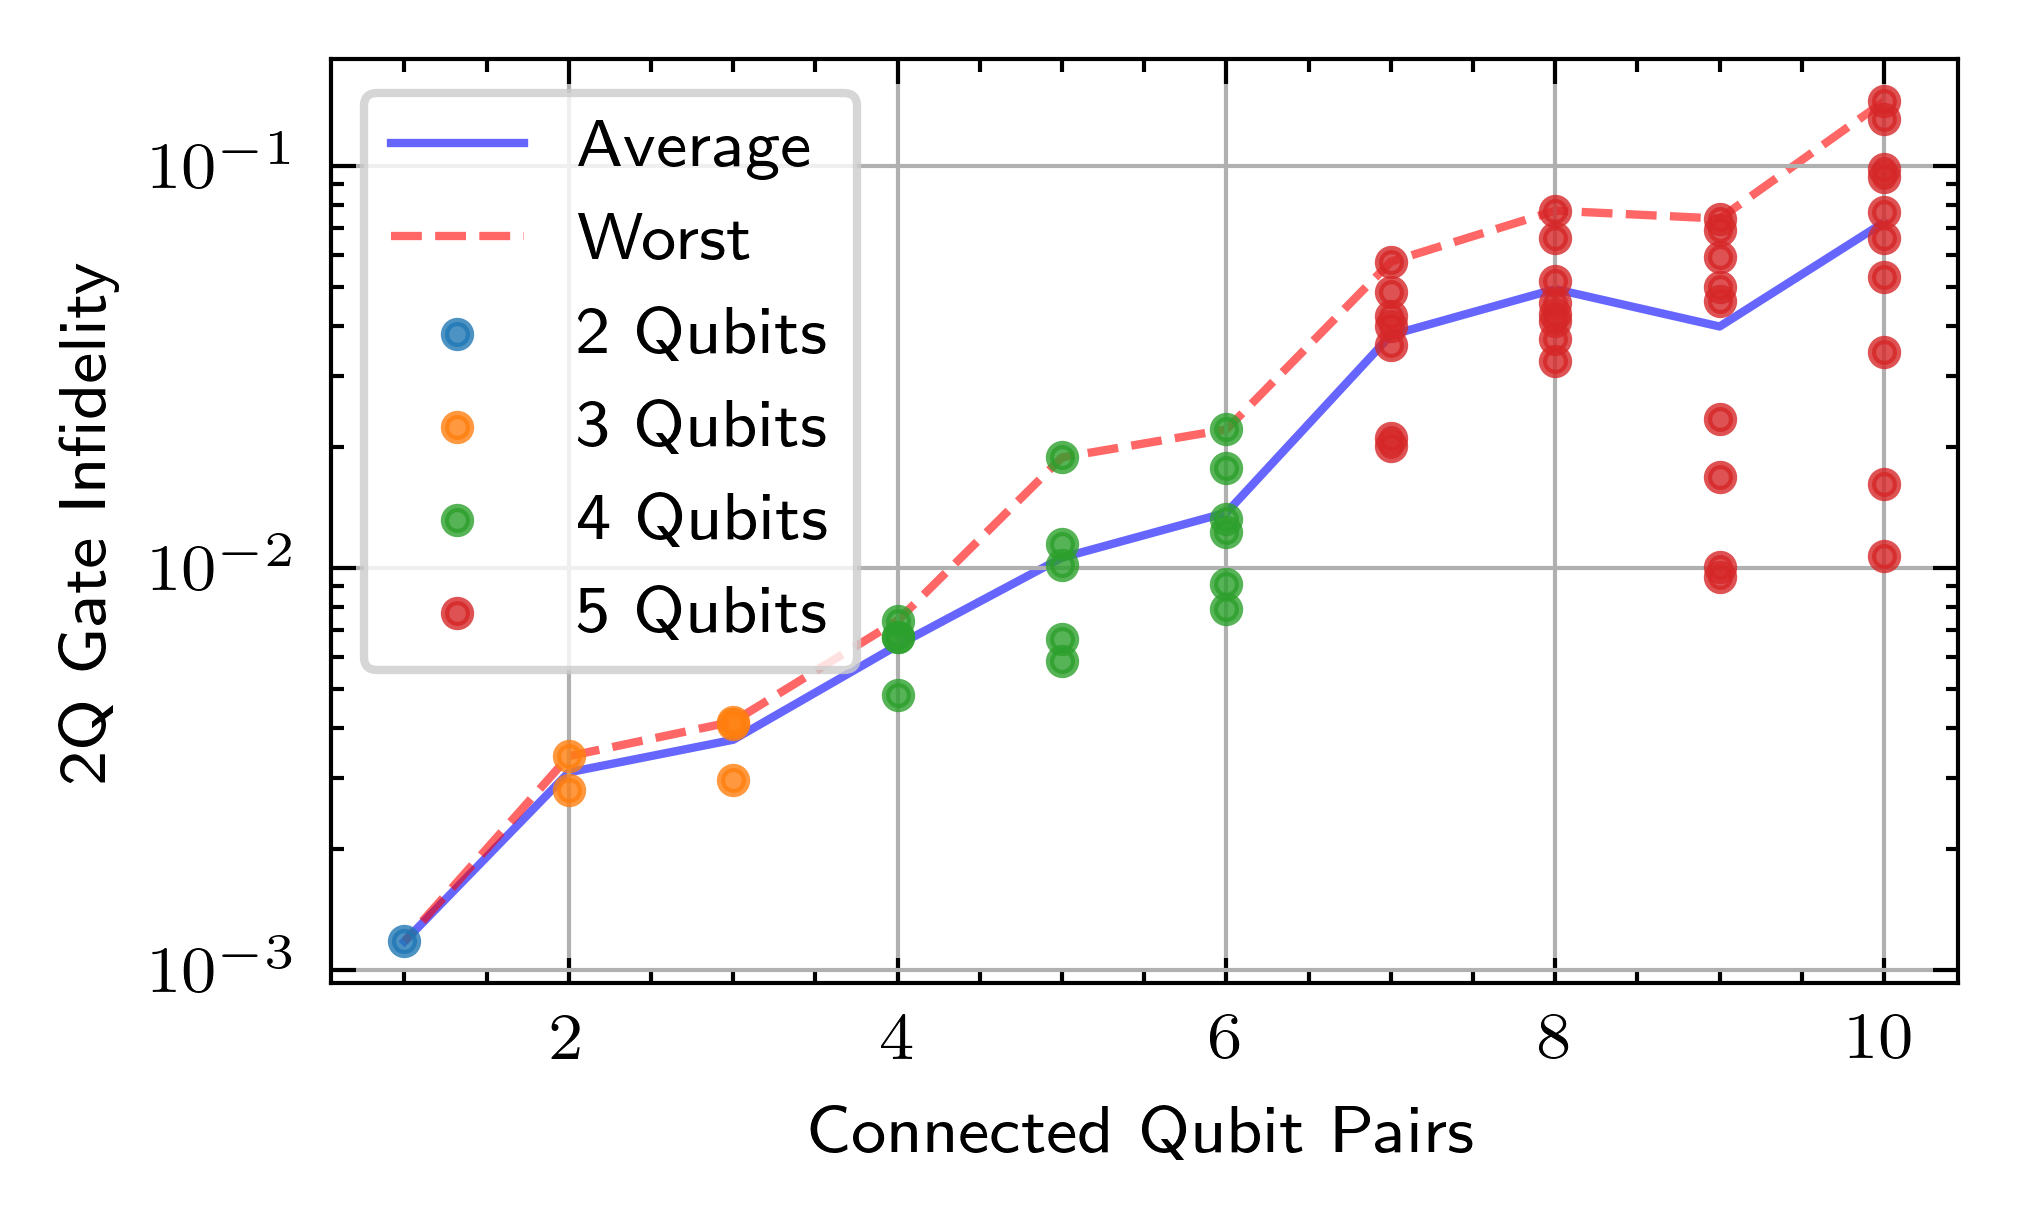 Average
Worst
2 Qubits
3 Qubits
4 Qubits
5 Qubits
10⁻¹
10⁻²
10⁻³
2Q Gate Infidelity
2 4 6 8 10
Connected Qubit Pairs